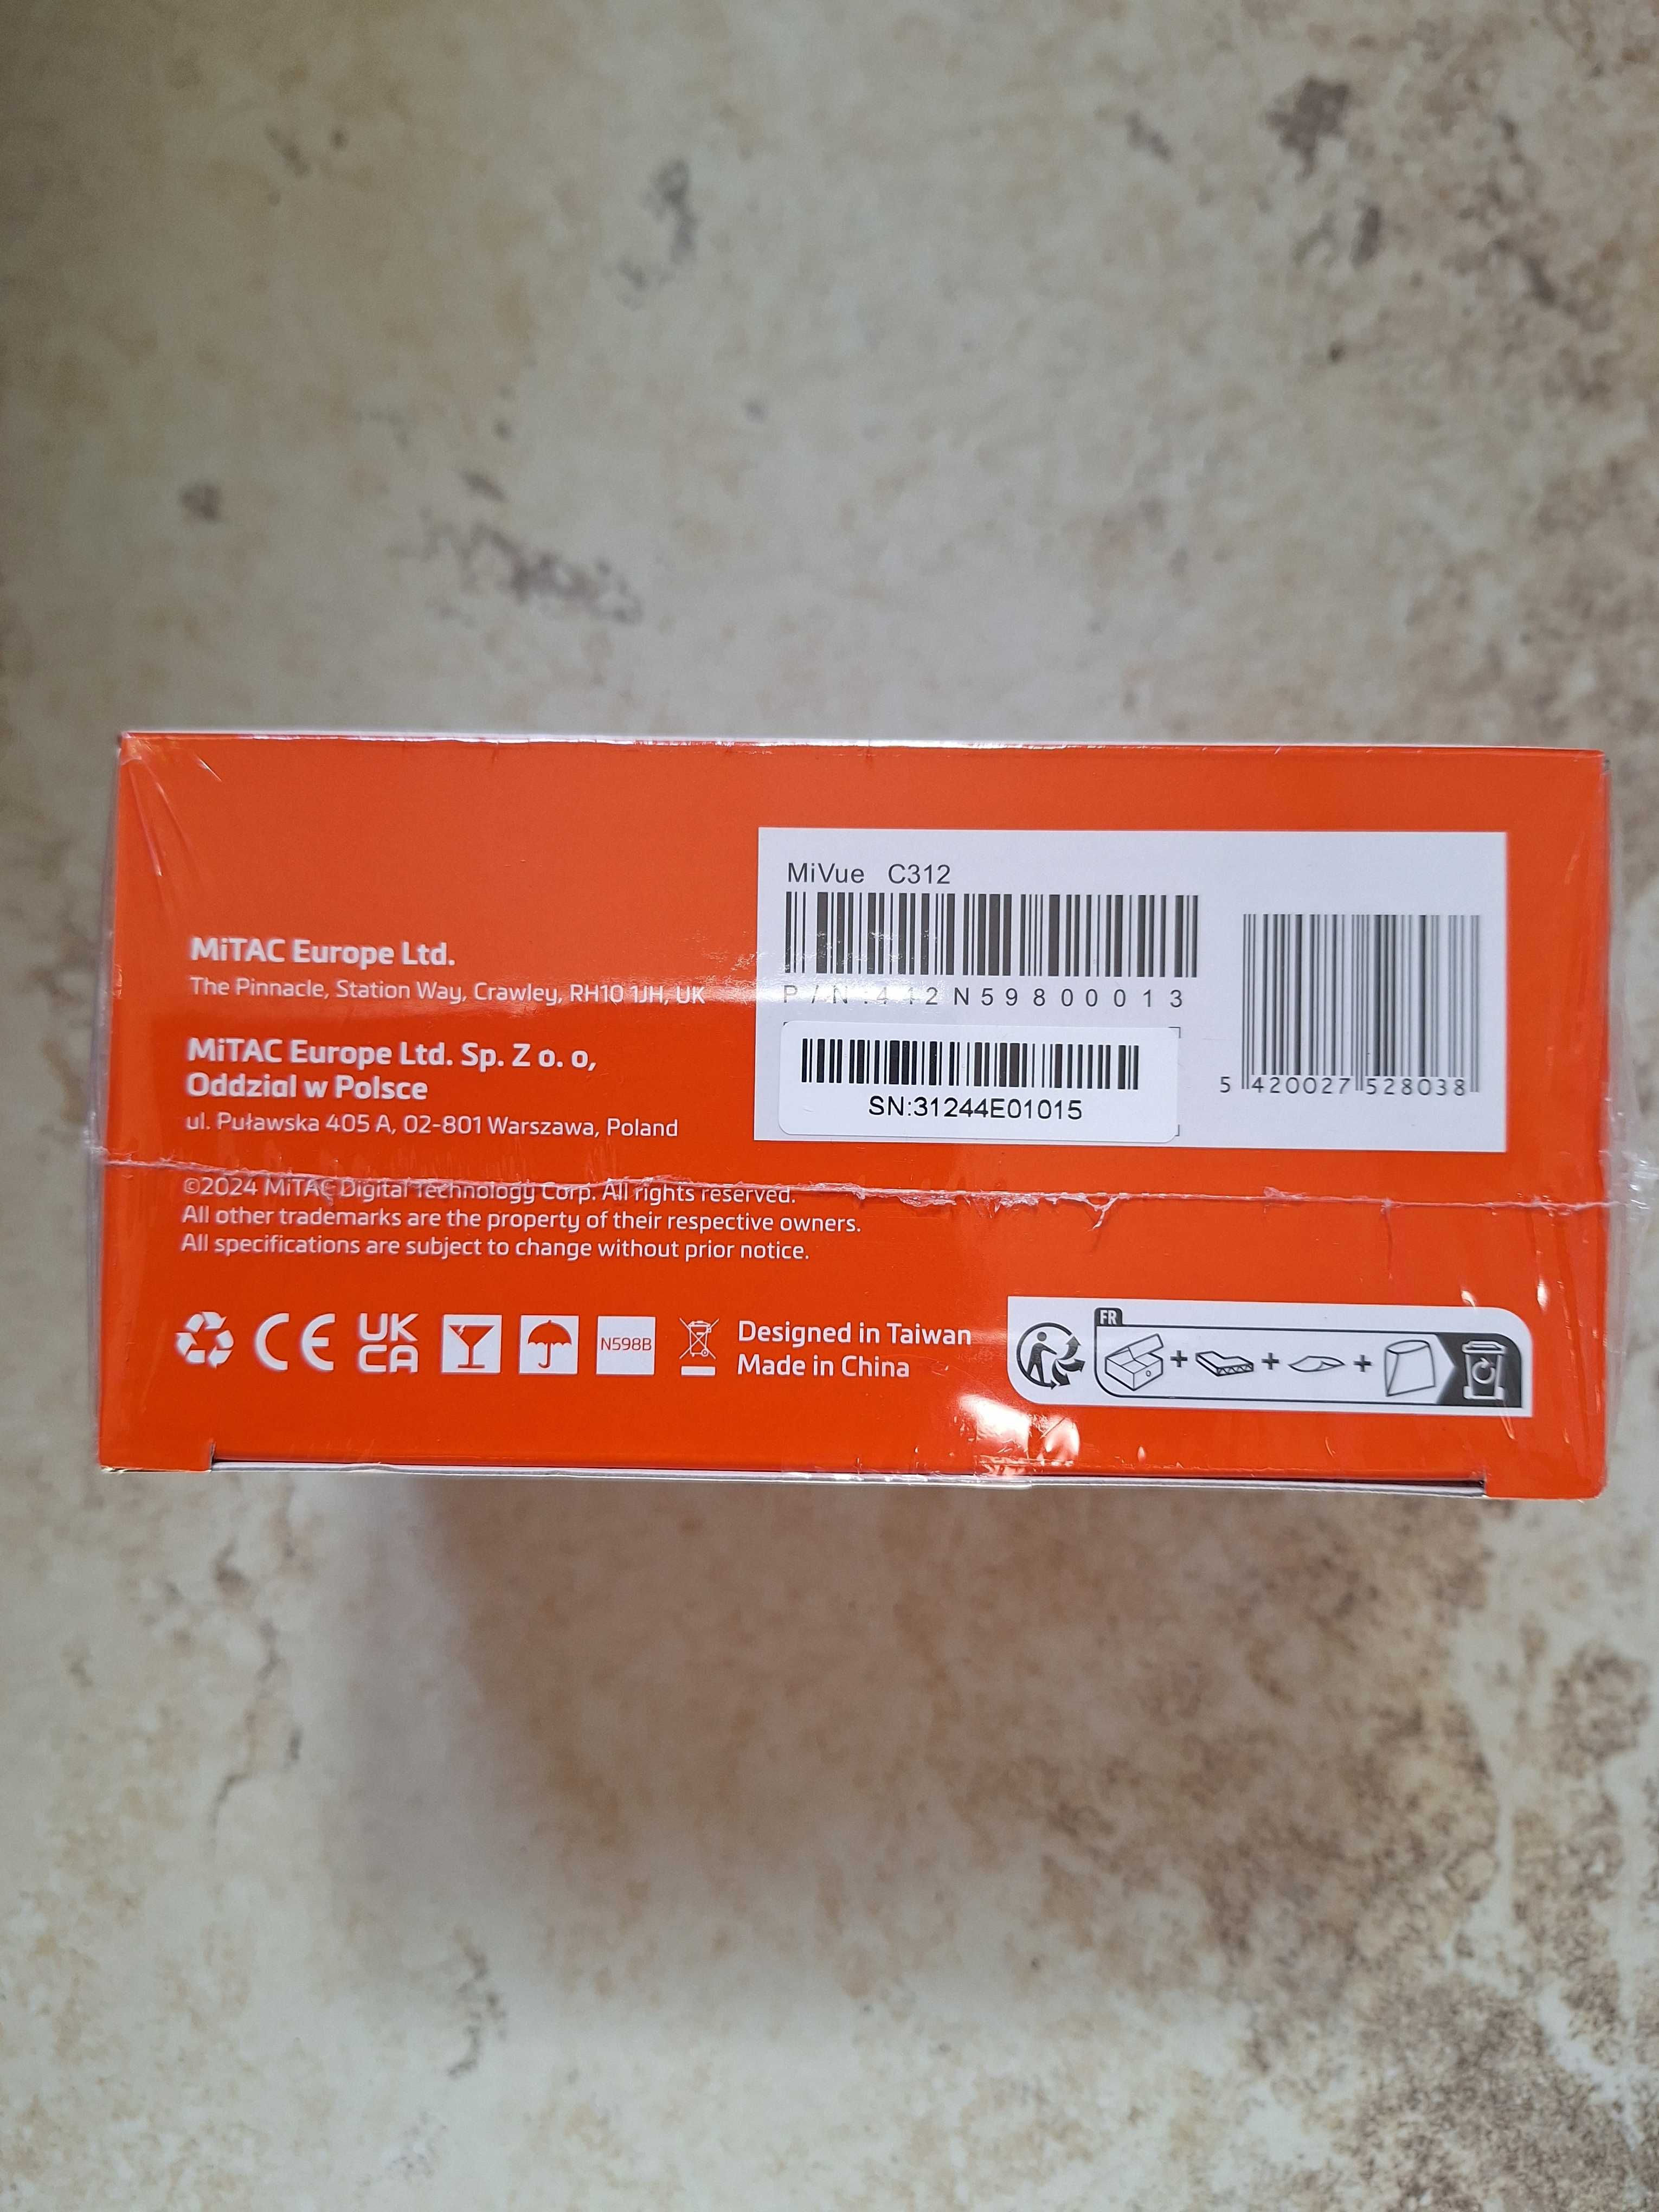 MiVue C312
P/N:442N59800013
SN:31244E01015
5 420027 528038
MiTAC Europe Ltd.
The Pinnacle, Station Way, Crawley, RH10 1JH, UK
MiTAC Europe Ltd. Sp. Z o. o,
Oddzial w Polsce
ul. Puławska 405 A, 02-801 Warszawa, Poland
©2024 MiTAC Digital Technology Corp. All rights reserved.
All other trademarks are the property of their respective owners.
All specifications are subject to change without prior notice.
CE
UK
CA
N598B
Designed in Taiwan
Made in China
FR